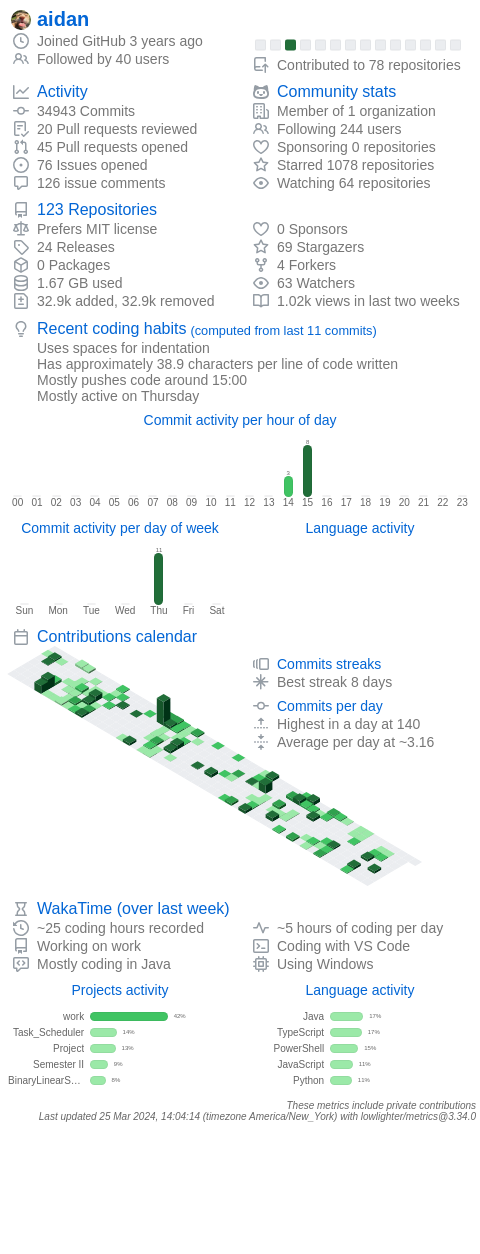 aidan
Joined GitHub 3 years ago
Followed by 40 users
Contributed to 78 repositories
Activity
34943 Commits
20 Pull requests reviewed
45 Pull requests opened
76 Issues opened
126 issue comments
Community stats
Member of 1 organization
Following 244 users
Sponsoring 0 repositories
Starred 1078 repositories
Watching 64 repositories
123 Repositories
Prefers MIT license
24 Releases
0 Packages
1.67 GB used
32.9k added, 32.9k removed
0 Sponsors
69 Stargazers
4 Forkers
63 Watchers
1.02k views in last two weeks
Recent coding habits (computed from last 11 commits)
Uses spaces for indentation
Has approximately 38.9 characters per line of code written
Mostly pushes code around 15:00
Mostly active on Thursday
Commit activity per hour of day
3 8
00 01 02 03 04 05 06 07 08 09 10 11 12 13 14 15 16 17 18 19 20 21 22 23
Commit activity per day of week
11
Sun Mon Tue Wed Thu Fri Sat
Language activity
Contributions calendar
Commits streaks
Best streak 8 days
Commits per day
Highest in a day at 140
Average per day at ~3.16
WakaTime (over last week)
~25 coding hours recorded
Working on work
Mostly coding in Java
~5 hours of coding per day
Coding with VS Code
Using Windows
Projects activity
work 42%
Task_Scheduler 14%
Project 13%
Semester II 9%
BinaryLinearS… 8%
Language activity
Java 17%
TypeScript 17%
PowerShell 15%
JavaScript 11%
Python 11%
These metrics include private contributions
Last updated 25 Mar 2024, 14:04:14 (timezone America/New_York) with lowlighter/metrics@3.34.0